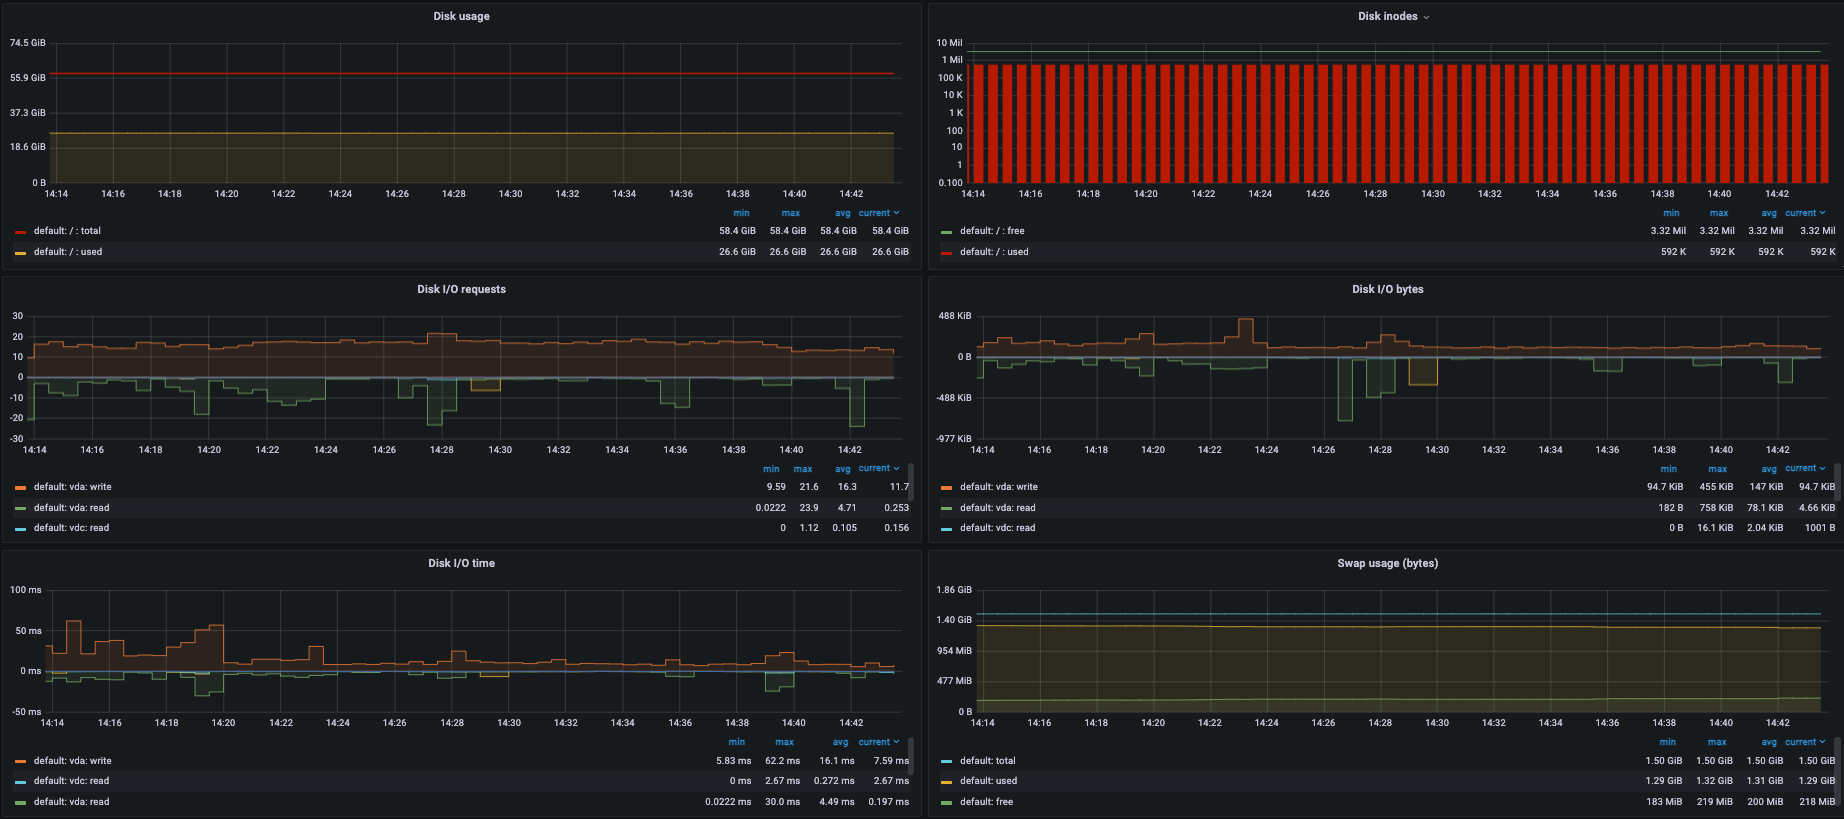 Disk usage
74.5 GiB
55.9 GiB
37.3 GiB
18.6 GiB
0 B
14:14 14:16 14:18 14:20 14:22 14:24 14:26 14:28 14:30 14:32 14:34 14:36 14:38 14:40 14:42
min max avg current
default: / : total 58.4 GiB 58.4 GiB 58.4 GiB 58.4 GiB
default: / : used 26.6 GiB 26.6 GiB 26.6 GiB 26.6 GiB
Disk inodes
10 Mil
1 Mil
100 K
10 K
1 K
100
10
1
0.100
14:14 14:16 14:18 14:20 14:22 14:24 14:26 14:28 14:30 14:32 14:34 14:36 14:38 14:40 14:42
min max avg current
default: / : free 3.32 Mil 3.32 Mil 3.32 Mil 3.32 Mil
default: / : used 592 K 592 K 592 K 592 K
Disk I/O requests
30
20
10
0
-10
-20
-30
14:14 14:16 14:18 14:20 14:22 14:24 14:26 14:28 14:30 14:32 14:34 14:36 14:38 14:40 14:42
min max avg current
default: vda: write 9.59 21.6 16.3 11.7
default: vda: read 0.0222 23.9 4.71 0.253
default: vdc: read 0 1.12 0.105 0.156
Disk I/O bytes
488 KiB
0 B
-488 KiB
-977 KiB
14:14 14:16 14:18 14:20 14:22 14:24 14:26 14:28 14:30 14:32 14:34 14:36 14:38 14:40 14:42
min max avg current
default: vda: write 94.7 KiB 455 KiB 147 KiB 94.7 KiB
default: vda: read 182 B 758 KiB 78.1 KiB 4.66 KiB
default: vdc: read 0 B 16.1 KiB 2.04 KiB 1001 B
Disk I/O time
100 ms
50 ms
0 ms
-50 ms
14:14 14:16 14:18 14:20 14:22 14:24 14:26 14:28 14:30 14:32 14:34 14:36 14:38 14:40 14:42
min max avg current
default: vda: write 5.83 ms 62.2 ms 16.1 ms 7.59 ms
default: vdc: read 0 ms 2.67 ms 0.272 ms 2.67 ms
default: vda: read 0.0222 ms 30.0 ms 4.49 ms 0.197 ms
Swap usage (bytes)
1.86 GiB
1.40 GiB
954 MiB
477 MiB
0 B
14:14 14:16 14:18 14:20 14:22 14:24 14:26 14:28 14:30 14:32 14:34 14:36 14:38 14:40 14:42
min max avg current
default: total 1.50 GiB 1.50 GiB 1.50 GiB 1.50 GiB
default: used 1.29 GiB 1.32 GiB 1.31 GiB 1.29 GiB
default: free 183 MiB 219 MiB 200 MiB 218 MiB